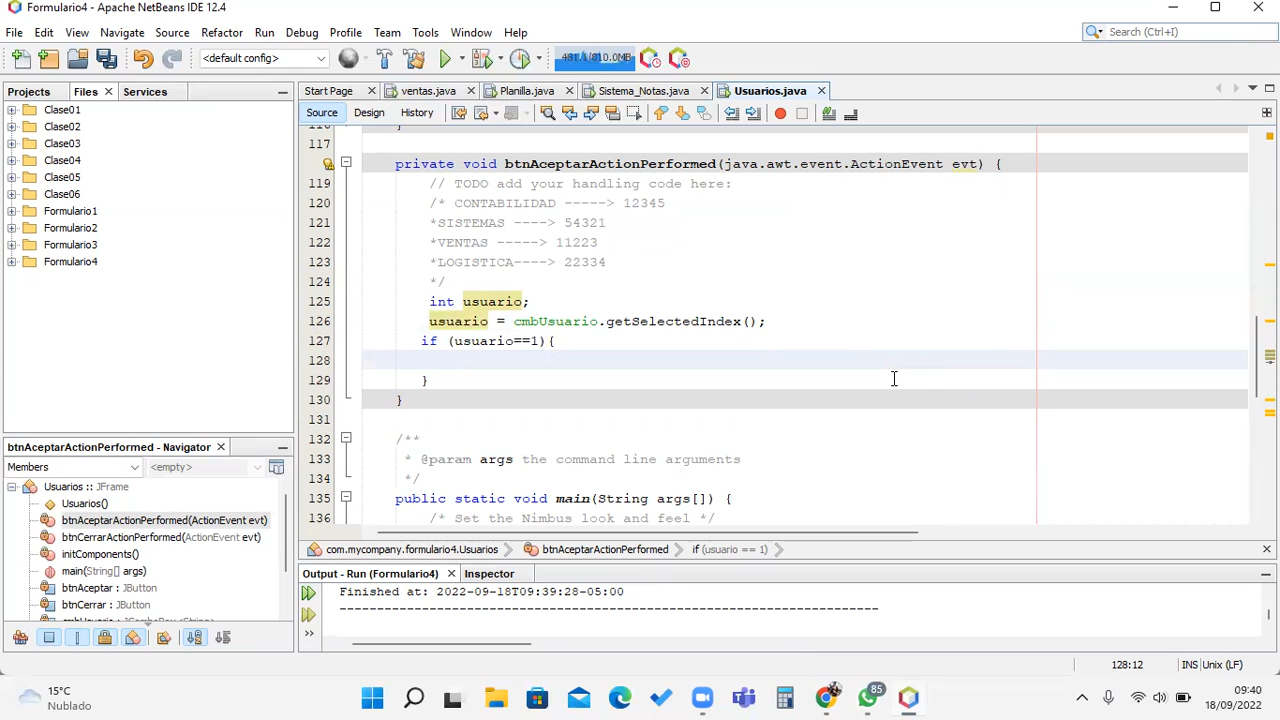 Formulario4 - Apache NetBeans IDE 12.4
File Edit View Navigate Source Refactor Run Debug Profile Team Tools Window Help
Search (Ctrl+I)
<default config>
481.1/810.0MB
Projects Files Services
Start Page ventas.java Planilla.java Sistema_Notas.java Usuarios.java
Source Design History
Clase01
Clase02
Clase03
Clase04
Clase05
Clase06
Formulario1
Formulario2
Formulario3
Formulario4
116 }
117
private void btnAceptarActionPerformed(java.awt.event.ActionEvent evt) {
119 // TODO add your handling code here:
120 /* CONTABILIDAD -----> 12345
121 *SISTEMAS ----> 54321
122 *VENTAS -----> 11223
123 *LOGISTICA----> 22334
124 */
125 int usuario;
126 usuario = cmbUsuario.getSelectedIndex();
127 if (usuario==1){
128
129 }
130 }
131
132 /**
133 * @param args the command line arguments
134 */
135 public static void main(String args[]) {
136 /* Set the Nimbus look and feel */
btnAceptarActionPerformed - Navigator
Members <empty>
Usuarios :: JFrame
Usuarios()
btnAceptarActionPerformed(ActionEvent evt)
btnCerrarActionPerformed(ActionEvent evt)
initComponents()
main(String[] args)
btnAceptar : JButton
btnCerrar : JButton
com.mycompany.formulario4.Usuarios btnAceptarActionPerformed if (usuario == 1)
Output - Run (Formulario4) Inspector
Finished at: 2022-09-18T09:39:28-05:00
------------------------------------------------------------------------
128:12 INS Unix (LF)
15°C
Nublado
85
09:40
18/09/2022